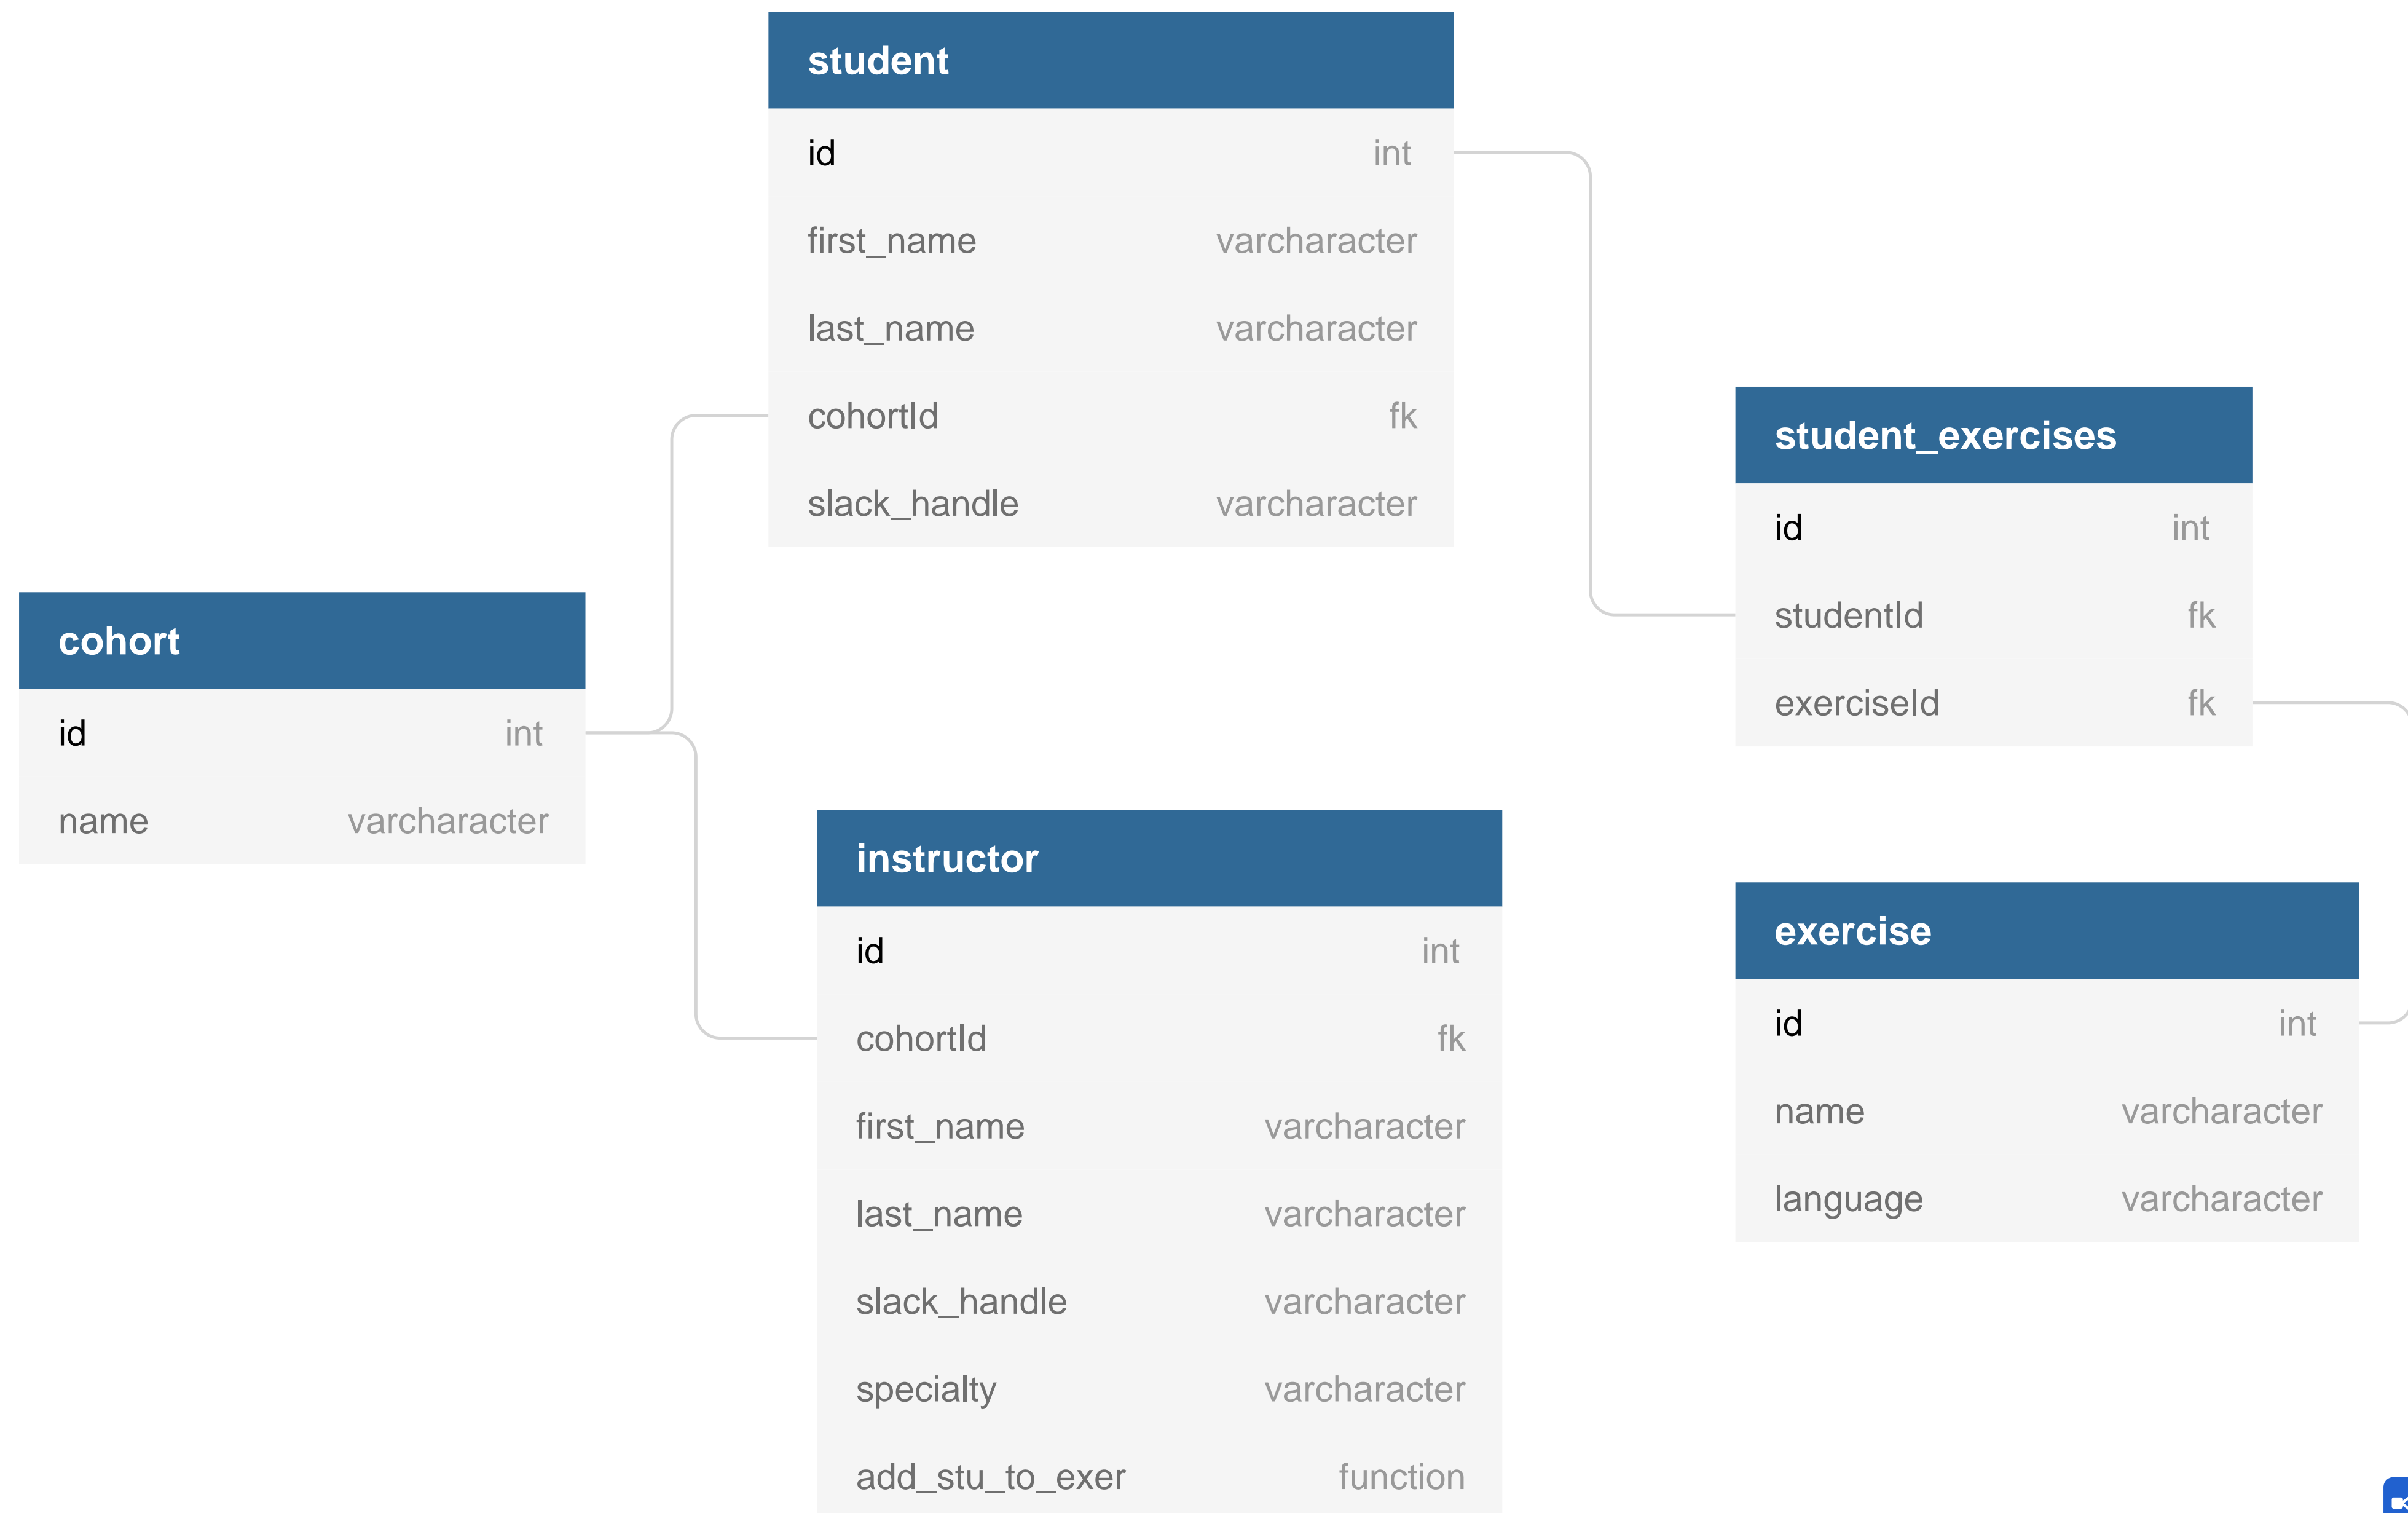 student
id int
first_name varcharacter
last_name varcharacter
cohortId fk
slack_handle varcharacter
cohort
id int
name varcharacter
instructor
id int
cohortId fk
first_name varcharacter
last_name varcharacter
slack_handle varcharacter
specialty varcharacter
add_stu_to_exer function
student_exercises
id int
studentId fk
exerciseId fk
exercise
id int
name varcharacter
language varcharacter